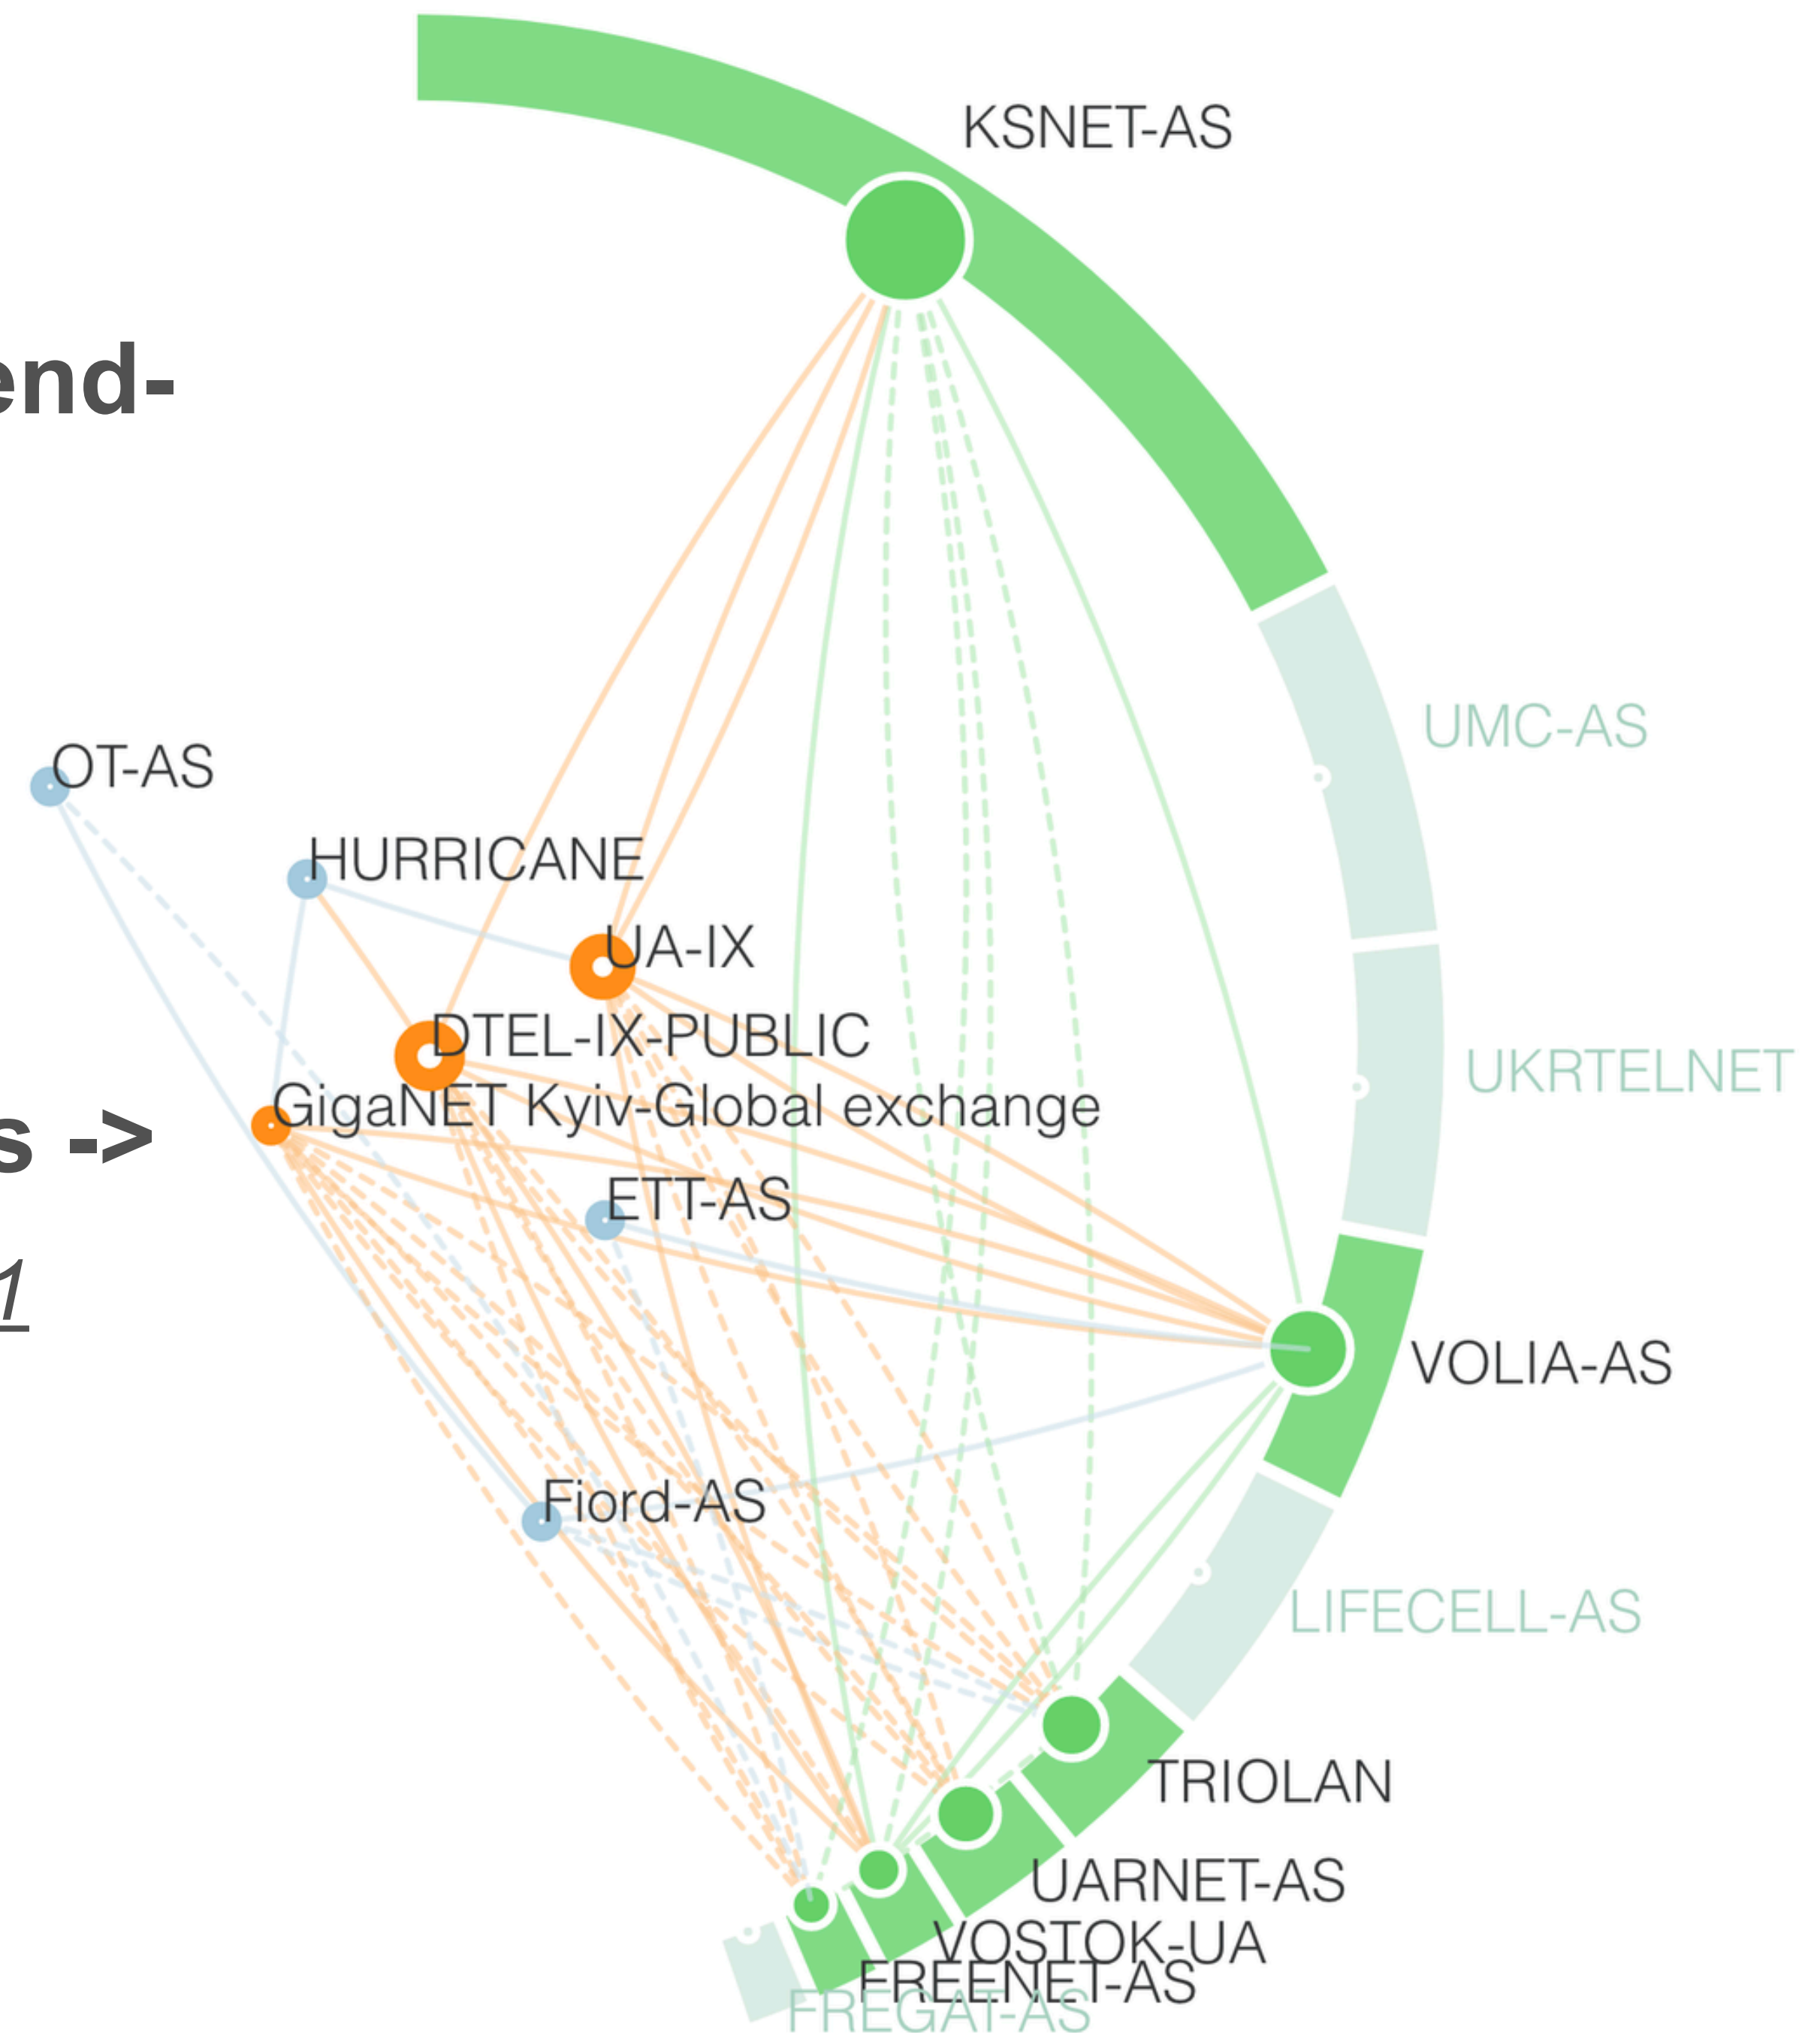 KSNET-AS
end-
UMC-AS
OT-AS
HURRICANE
UA-IX
DTEL-IX-PUBLIC
UKRTELNET
GigaNET Kyiv-Global exchange
s ->
ETT-AS
1
VOLIA-AS
Fiord-AS
LIFECELL-AS
TRIOLAN
UARNET-AS
VOSTOK-UA
FREENET-AS
FREGAT-AS